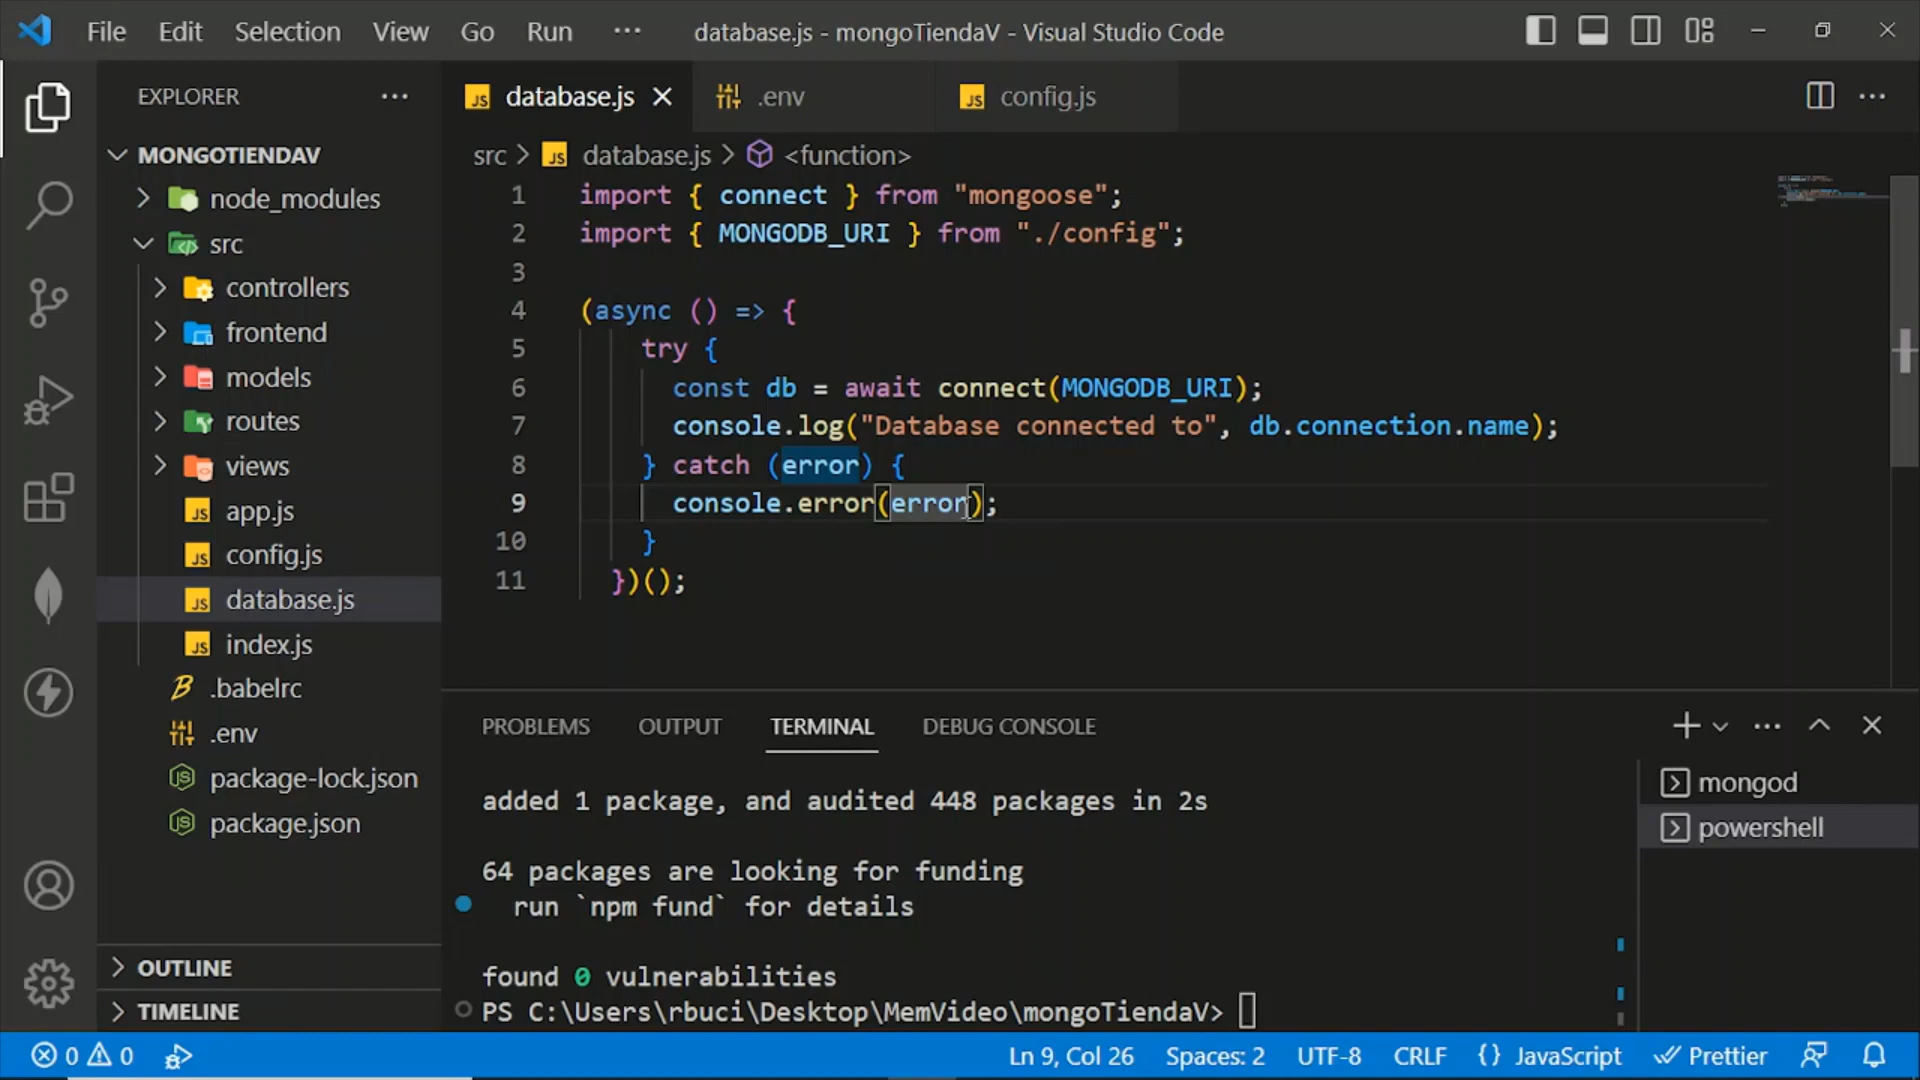 File Edit Selection View Go Run ··· database.js - mongoTiendaV - Visual Studio Code
EXPLORER ···
MONGOTIENDAV
node_modules
src
controllers
frontend
models
routes
views
JS app.js
JS config.js
JS database.js
JS index.js
.babelrc
.env
package-lock.json
package.json
OUTLINE
TIMELINE
JS database.js .env JS config.js
src > JS database.js > <function>
1 import { connect } from "mongoose";
2 import { MONGODB_URI } from "./config";
3
4 (async () => {
5 try {
6 const db = await connect(MONGODB_URI);
7 console.log("Database connected to", db.connection.name);
8 } catch (error) {
9 console.error(error);
10 }
11 })();
PROBLEMS OUTPUT TERMINAL DEBUG CONSOLE
added 1 package, and audited 448 packages in 2s
64 packages are looking for funding
run `npm fund` for details
found 0 vulnerabilities
PS C:\Users\rbuci\Desktop\MemVideo\mongoTiendaV>
mongod
powershell
0 0 Ln 9, Col 26 Spaces: 2 UTF-8 CRLF {} JavaScript Prettier